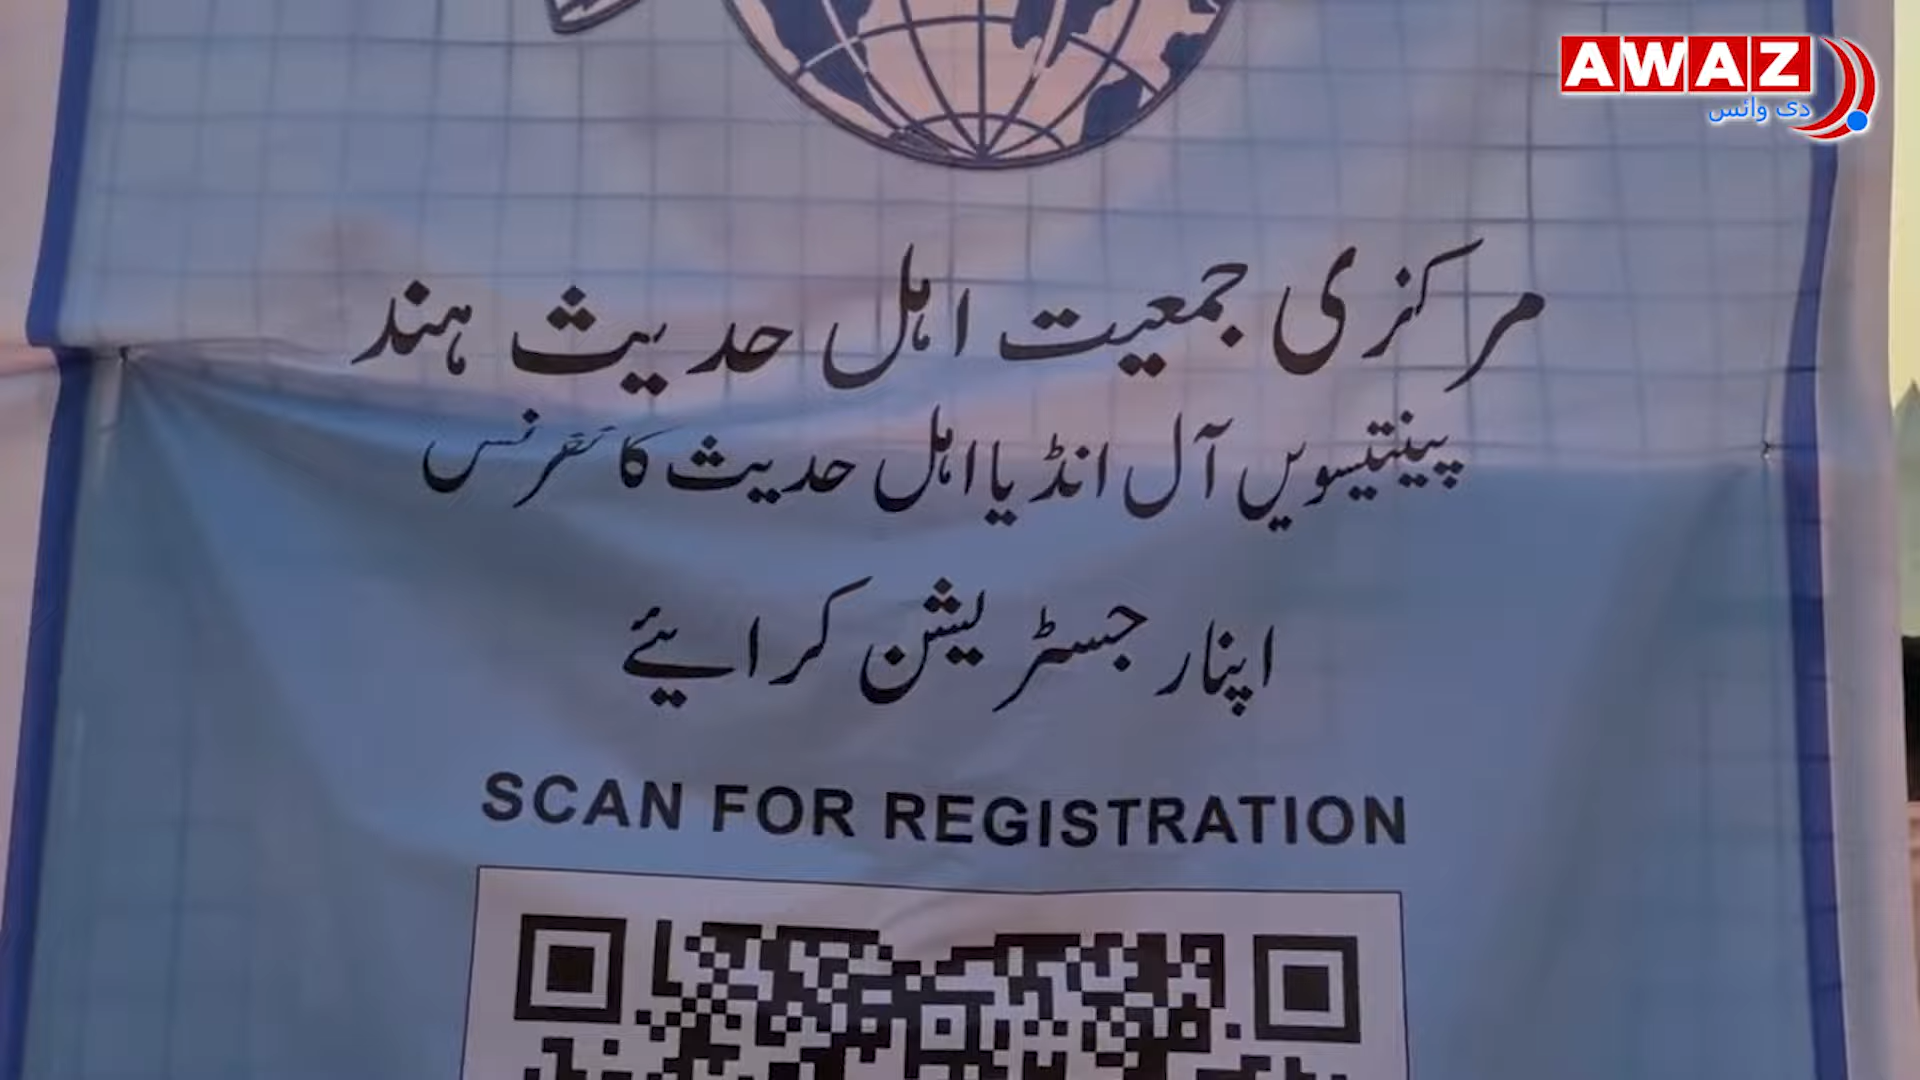 AWAZ
دی وائس
مرکزی جمعیت اہل حدیث ہند
پینتیسویں آل انڈیا اہل حدیث کانفرنس
اپنا رجسٹریشن کرائیے
SCAN FOR REGISTRATION